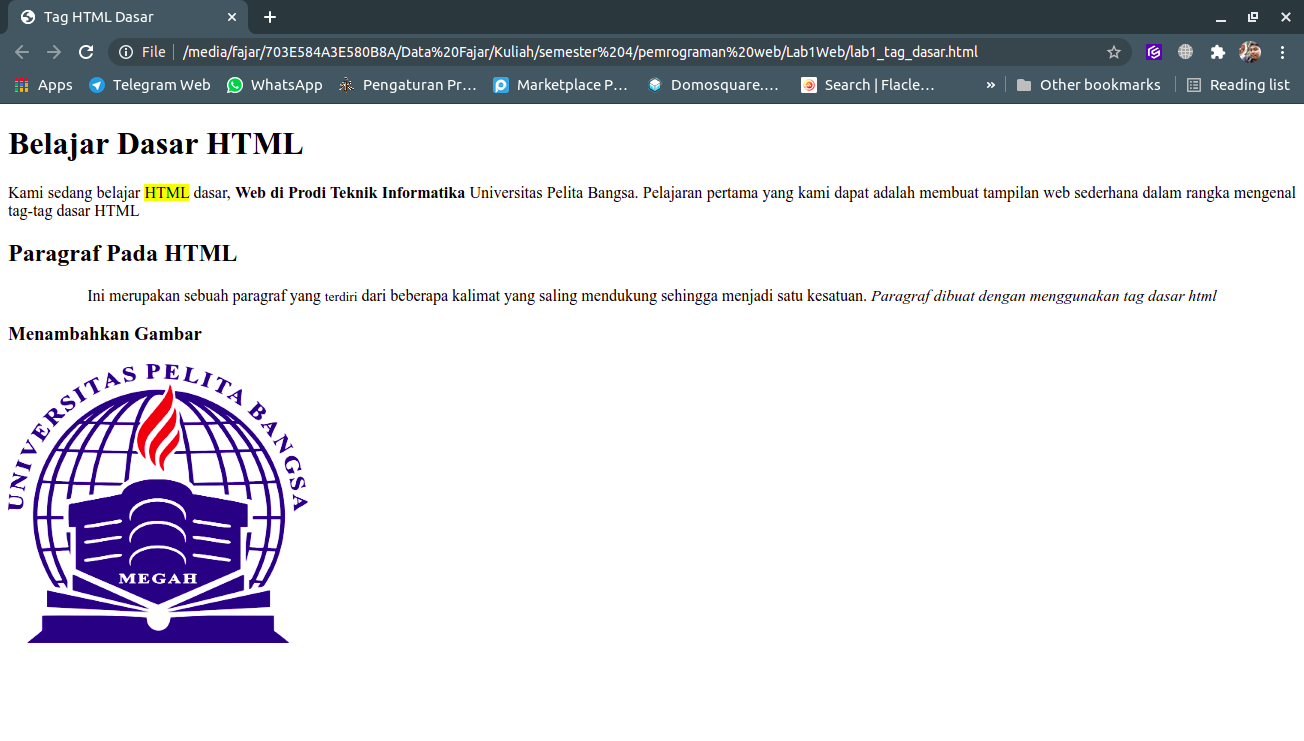 Tag HTML Dasar
File /media/fajar/703E584A3E580B8A/Data%20Fajar/Kuliah/semester%204/pemrograman%20web/Lab1Web/lab1_tag_dasar.html
Apps Telegram Web WhatsApp Pengaturan Pr... Marketplace P... Domosquare.... Search | Flacle... » Other bookmarks Reading list
Belajar Dasar HTML
Kami sedang belajar HTML dasar, Web di Prodi Teknik Informatika Universitas Pelita Bangsa. Pelajaran pertama yang kami dapat adalah membuat tampilan web sederhana dalam rangka mengenal
tag-tag dasar HTML
Paragraf Pada HTML
Ini merupakan sebuah paragraf yang terdiri dari beberapa kalimat yang saling mendukung sehingga menjadi satu kesatuan. Paragraf dibuat dengan menggunakan tag dasar html
Menambahkan Gambar
UNIVERSITAS PELITA BANGSA
MEGAH